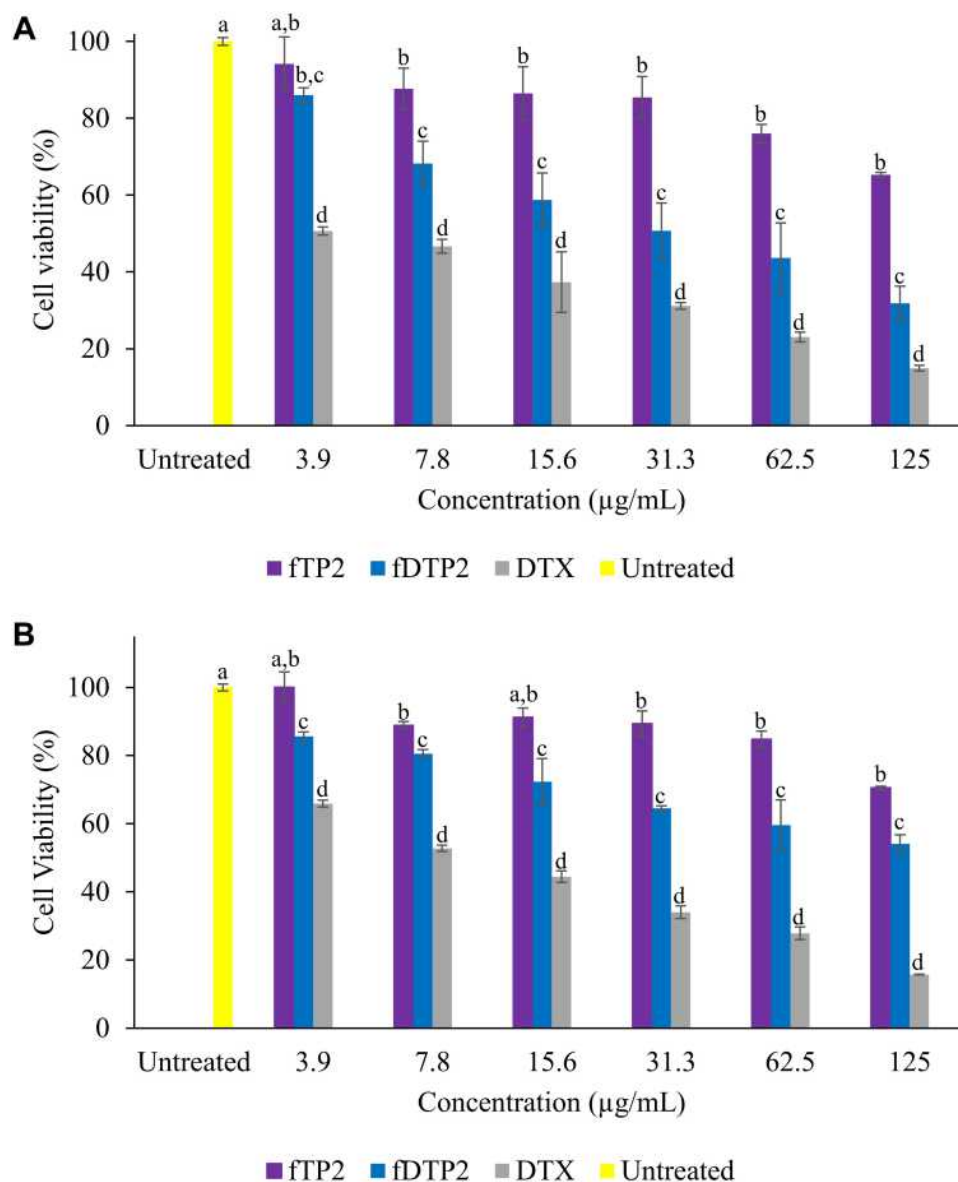 A
100
80
60
40
20
0
Cell viability (%)
a
a,b
b,c
d
b
c
d
b
c
d
b
c
d
b
c
d
b
c
d
Untreated 3.9 7.8 15.6 31.3 62.5 125
Concentration (µg/mL)
fTP2 fDTP2 DTX Untreated
B
100
80
60
40
20
0
Cell Viability (%)
a
a,b
c
d
b
c
d
a,b
c
d
b
c
d
b
c
d
b
c
d
Untreated 3.9 7.8 15.6 31.3 62.5 125
Concentration (µg/mL)
fTP2 fDTP2 DTX Untreated